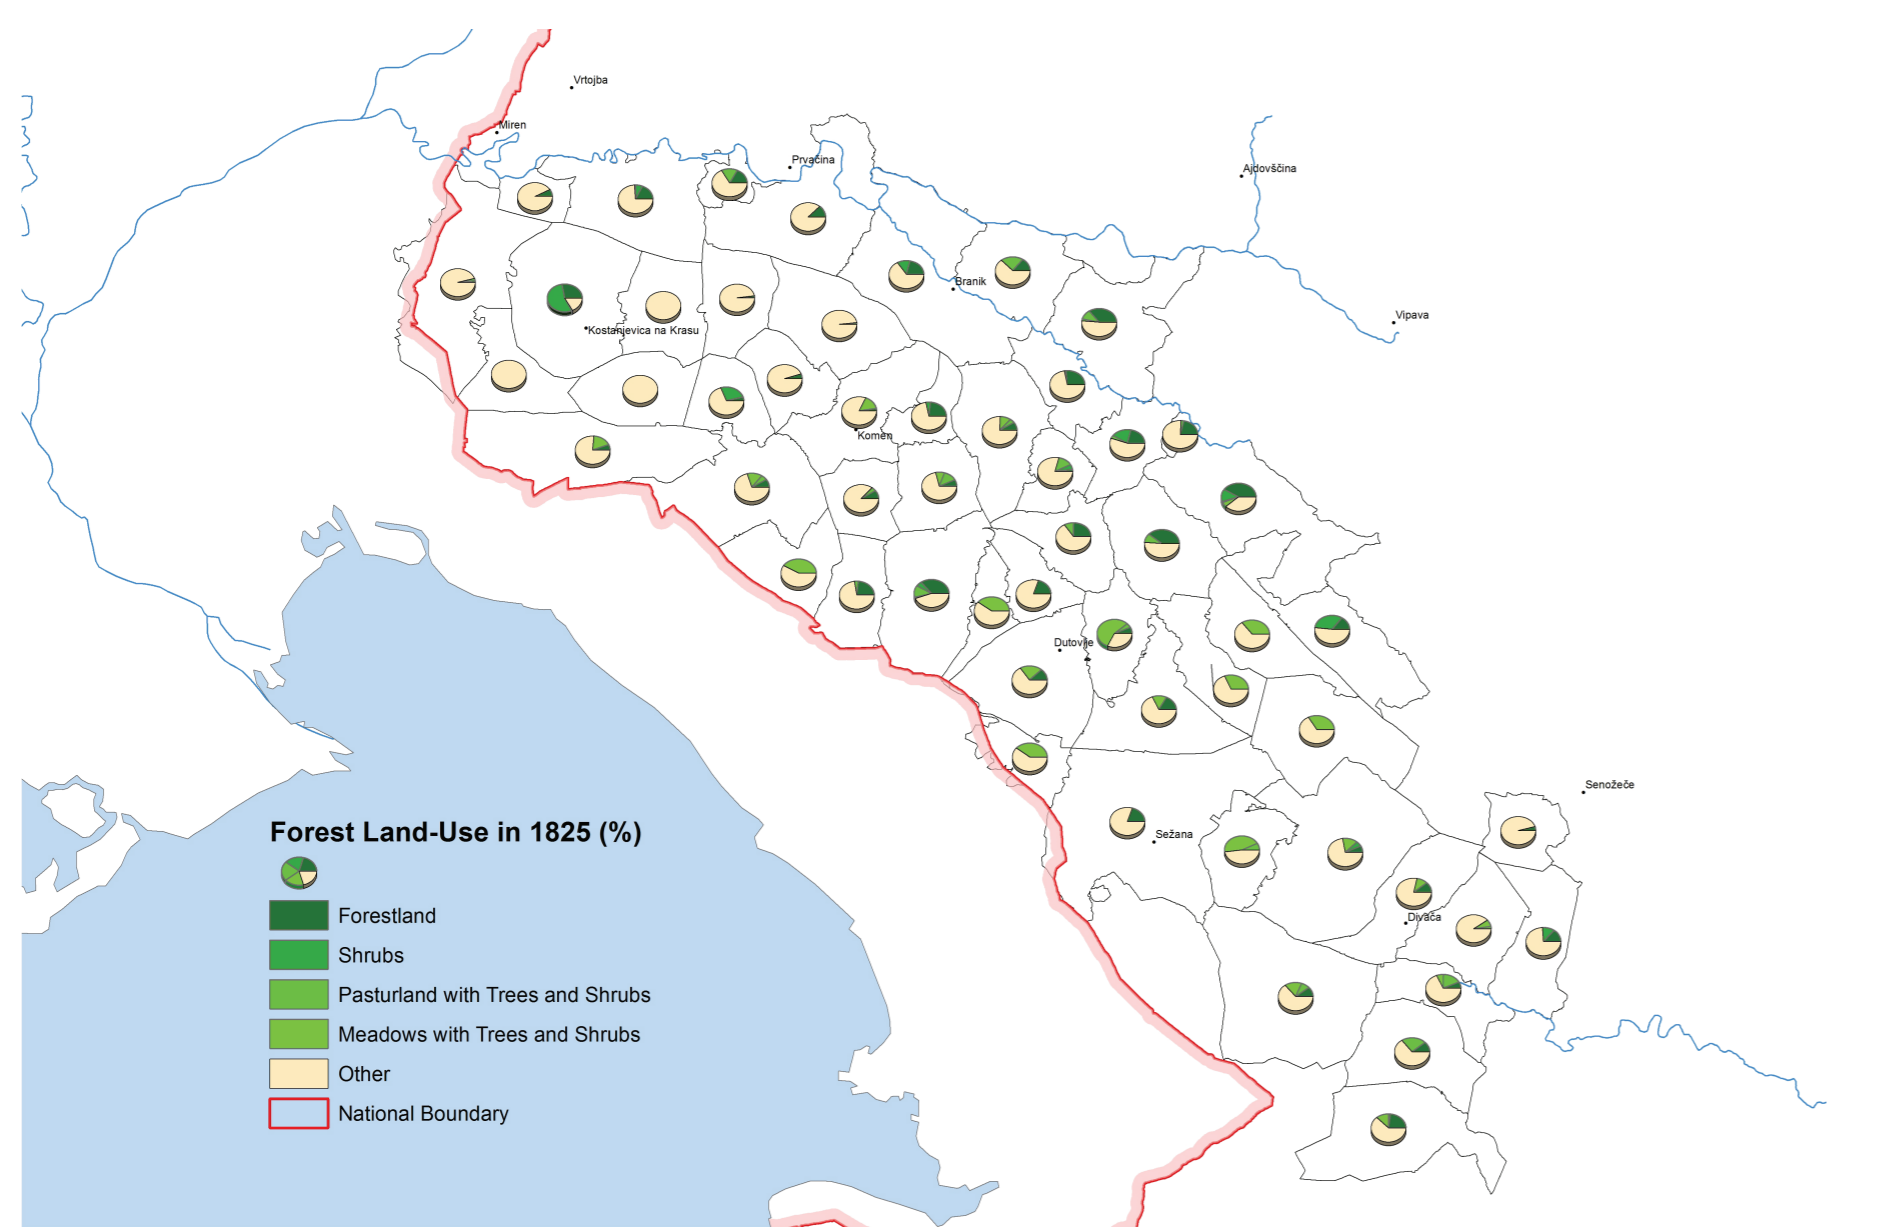 Vrtojba
Miren
Prvačina
Ajdovščina
Branik
Vipava
Kostanjevica na Krasu
Komen
Dutovlje
Senožeče
Sežana
Divača
Forest Land-Use in 1825 (%)
Forestland
Shrubs
Pasturland with Trees and Shrubs
Meadows with Trees and Shrubs
Other
National Boundary